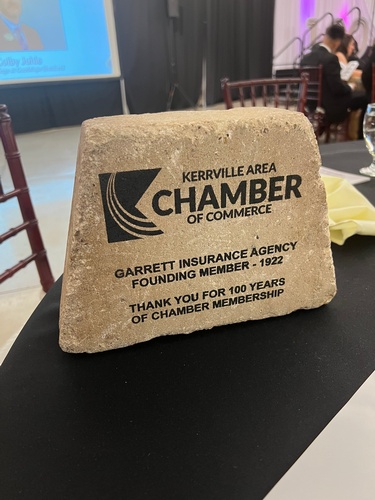 KERRVILLE AREA
CHAMBER
OF COMMERCE
GARRETT INSURANCE AGENCY
FOUNDING MEMBER - 1922
THANK YOU FOR 100 YEARS
OF CHAMBER MEMBERSHIP